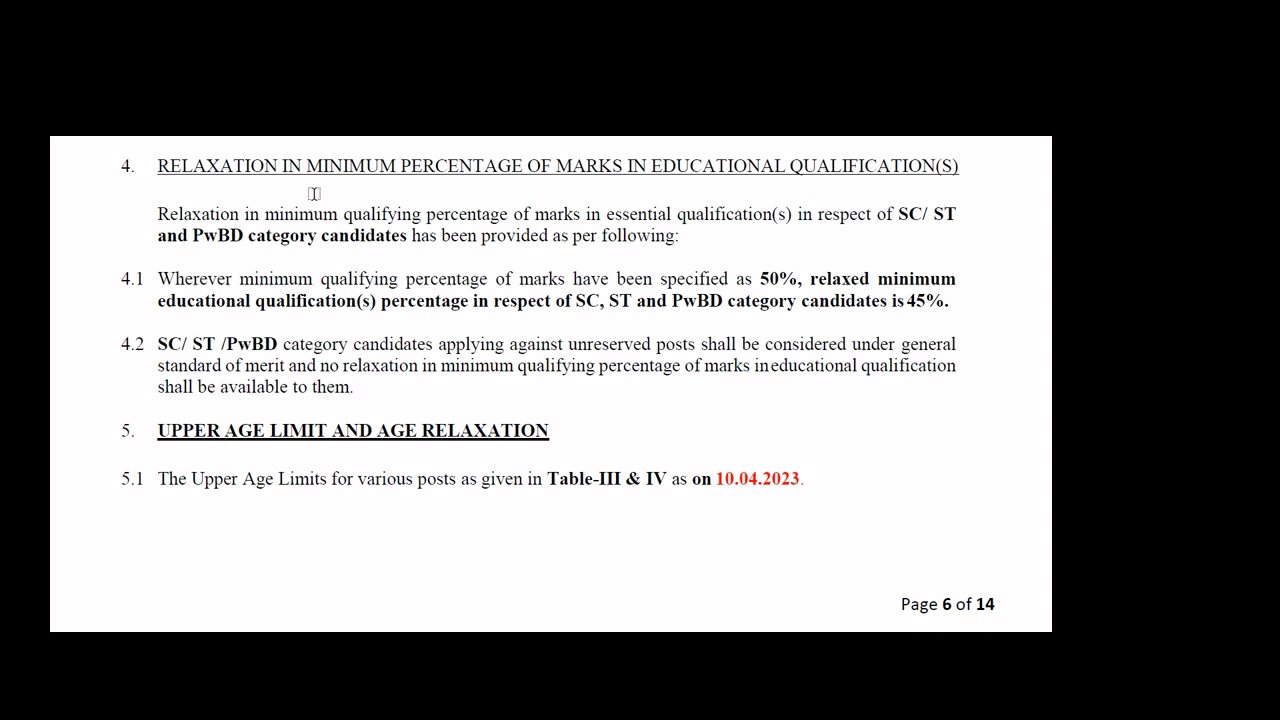 4. RELAXATION IN MINIMUM PERCENTAGE OF MARKS IN EDUCATIONAL QUALIFICATION(S)
Relaxation in minimum qualifying percentage of marks in essential qualification(s) in respect of SC/ ST
and PwBD category candidates has been provided as per following:
4.1 Wherever minimum qualifying percentage of marks have been specified as 50%, relaxed minimum
educational qualification(s) percentage in respect of SC, ST and PwBD category candidates is 45%.
4.2 SC/ ST /PwBD category candidates applying against unreserved posts shall be considered under general
standard of merit and no relaxation in minimum qualifying percentage of marks in educational qualification
shall be available to them.
5. UPPER AGE LIMIT AND AGE RELAXATION
5.1 The Upper Age Limits for various posts as given in Table-III & IV as on 10.04.2023.
Page 6 of 14